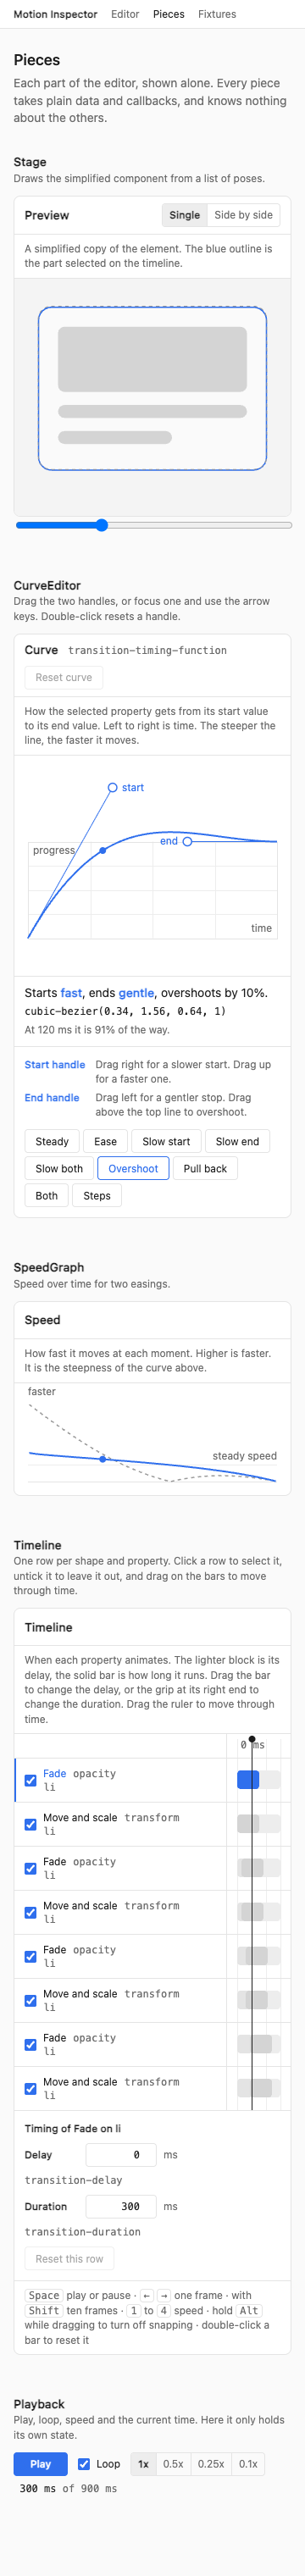 Motion Inspector Editor Pieces Fixtures
Pieces
Each part of the editor, shown alone. Every piece
takes plain data and callbacks, and knows nothing
about the others.
Stage
Draws the simplified component from a list of poses.
Preview Single Side by side
A simplified copy of the element. The blue outline is
the part selected on the timeline.
CurveEditor
Drag the two handles, or focus one and use the arrow
keys. Double-click resets a handle.
Curve transition-timing-function
Reset curve
How the selected property gets from its start value
to its end value. Left to right is time. The steeper the
line, the faster it moves.
start
end
progress
time
Starts fast, ends gentle, overshoots by 10%.
cubic-bezier(0.34, 1.56, 0.64, 1)
At 120 ms it is 91% of the way.
Start handle Drag right for a slower start. Drag up
for a faster one.
End handle Drag left for a gentler stop. Drag
above the top line to overshoot.
Steady Ease Slow start Slow end
Slow both Overshoot Pull back
Both Steps
SpeedGraph
Speed over time for two easings.
Speed
How fast it moves at each moment. Higher is faster.
It is the steepness of the curve above.
faster
steady speed
Timeline
One row per shape and property. Click a row to select it,
untick it to leave it out, and drag on the bars to move
through time.
Timeline
When each property animates. The lighter block is its
delay, the solid bar is how long it runs. Drag the bar
to change the delay, or the grip at its right end to
change the duration. Drag the ruler to move through
time.
0 ms
Fade opacity
li
Move and scale transform
li
Fade opacity
li
Move and scale transform
li
Fade opacity
li
Move and scale transform
li
Fade opacity
li
Move and scale transform
li
Timing of Fade on li
Delay 0 ms
transition-delay
Duration 300 ms
transition-duration
Reset this row
Space play or pause · ← → one frame · with
Shift ten frames · 1 to 4 speed · hold Alt
while dragging to turn off snapping · double-click a
bar to reset it
Playback
Play, loop, speed and the current time. Here it only holds
its own state.
Play Loop 1x 0.5x 0.25x 0.1x
300 ms of 900 ms